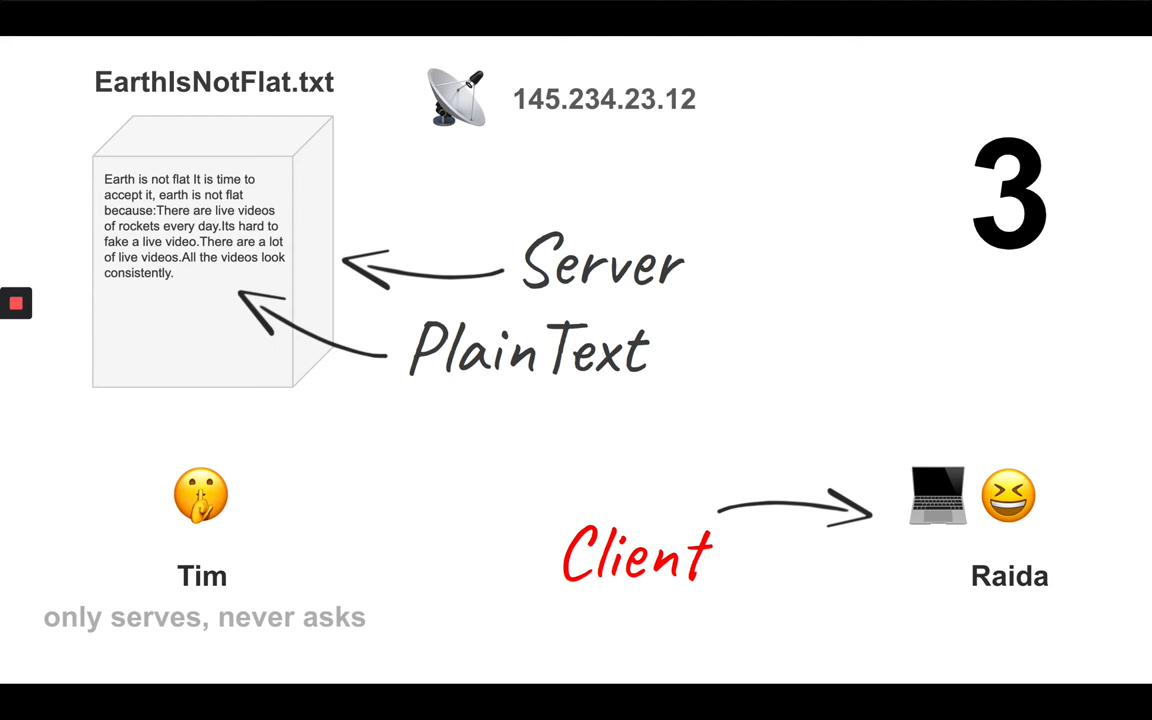 EarthIsNotFlat.txt
145.234.23.12
3
Earth is not flat It is time to
accept it, earth is not flat
because:There are live videos
of rockets every day.Its hard to
fake a live video.There are a lot
of live videos.All the videos look
consistently.
Server
PlainText
Client
Tim
Raida
only serves, never asks